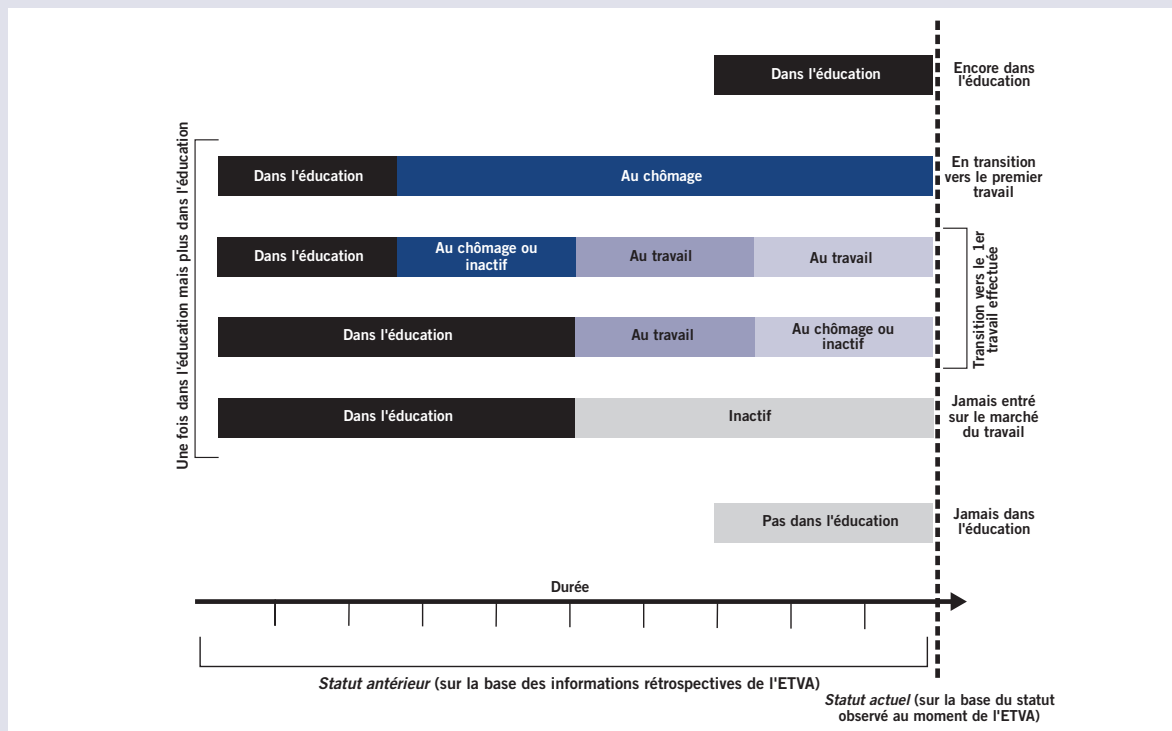 Dans l'éducation
Encore dans
l'éducation
Une fois dans l'éducation mais plus dans l'éducation
Dans l'éducation
Au chômage
En transition
vers le premier
travail
Dans l'éducation
Au chômage ou
inactif
Au travail
Au travail
Transition vers le 1er
travail effectuée
Dans l'éducation
Au travail
Au chômage ou
inactif
Dans l'éducation
Inactif
Jamais entré
sur le marché
du travail
Pas dans l'éducation
Jamais dans
l'éducation
Durée
Statut antérieur (sur la base des informations rétrospectives de l'ETVA)
Statut actuel (sur la base du statut
observé au moment de l'ETVA)